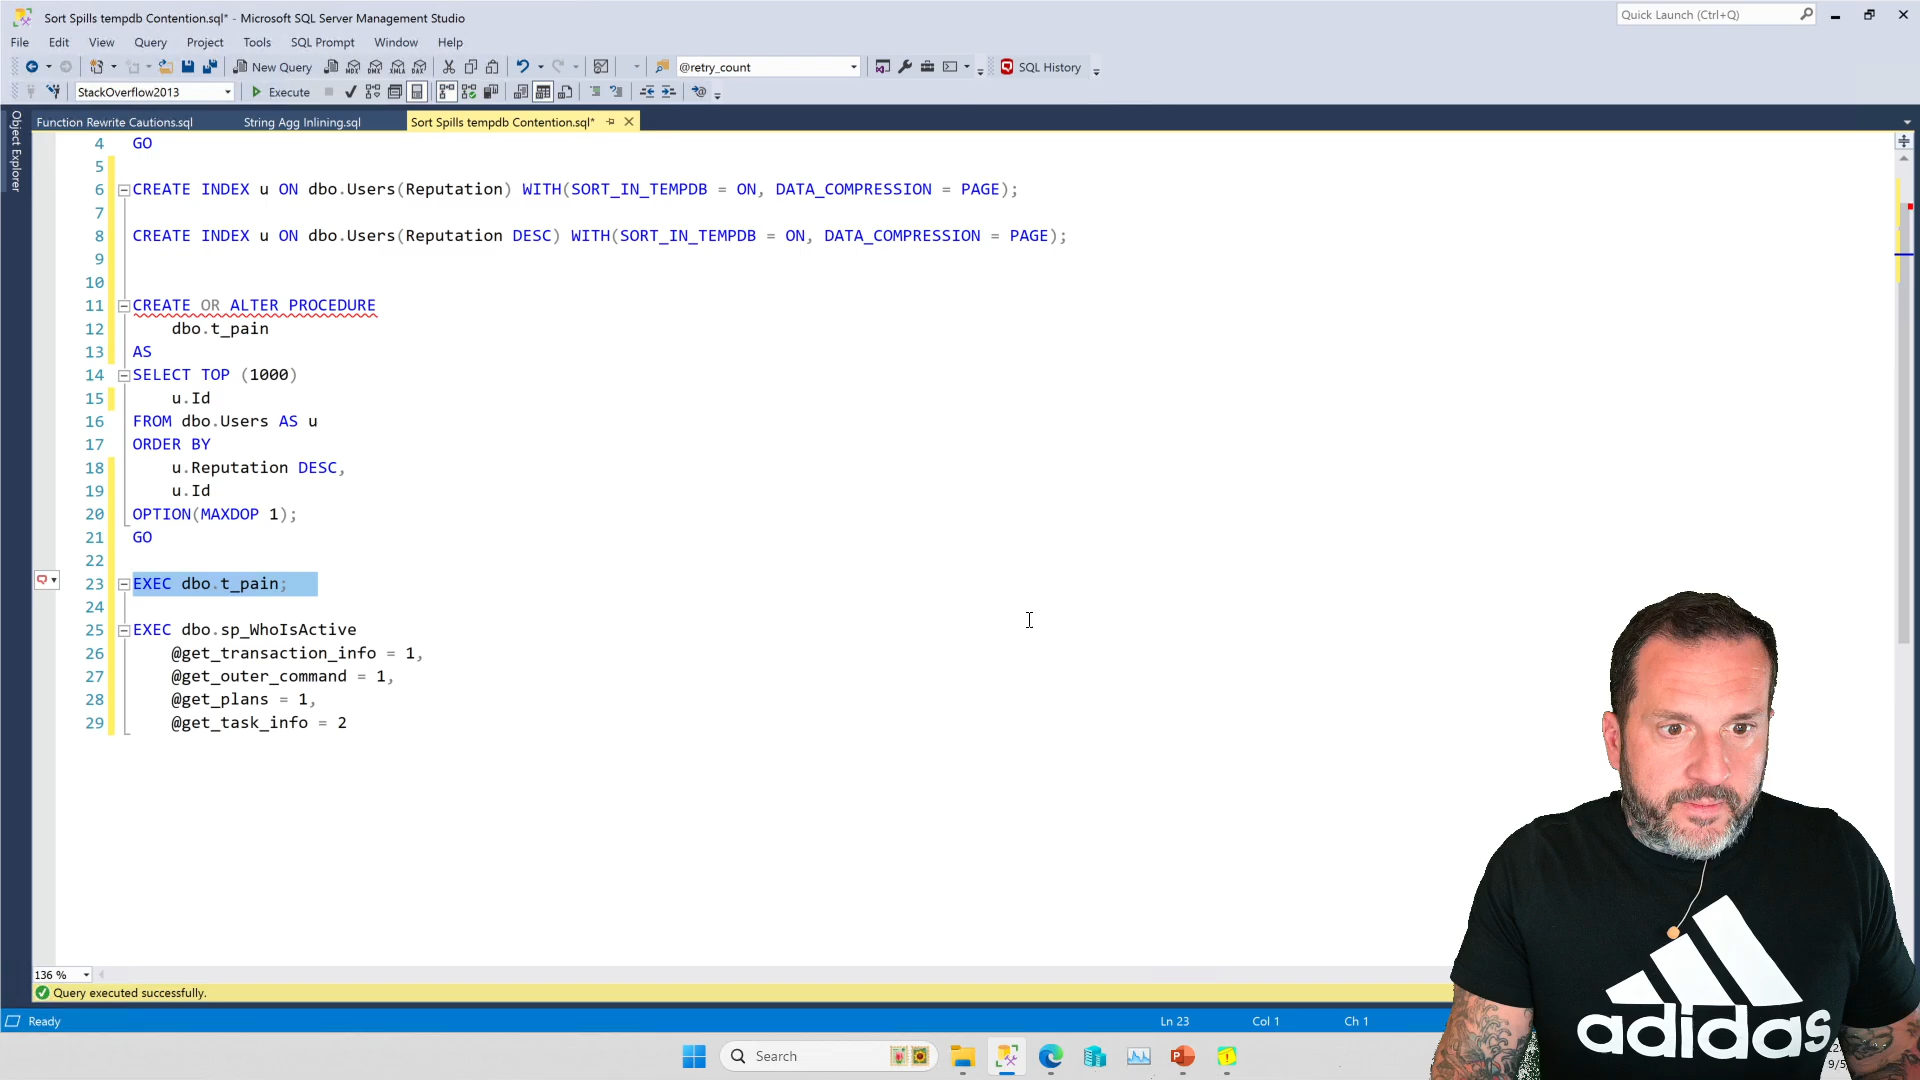 Sort Spills tempdb Contention.sql* - Microsoft SQL Server Management Studio
Quick Launch (Ctrl+Q)
File Edit View Query Project Tools SQL Prompt Window Help
New Query
MDX DMX XMLA DAX
@retry_count
SQL History
StackOverflow2013
Execute
Object Explorer
Function Rewrite Cautions.sql
String Agg Inlining.sql
Sort Spills tempdb Contention.sql*
4 GO
5
6 CREATE INDEX u ON dbo.Users(Reputation) WITH(SORT_IN_TEMPDB = ON, DATA_COMPRESSION = PAGE);
7
8 CREATE INDEX u ON dbo.Users(Reputation DESC) WITH(SORT_IN_TEMPDB = ON, DATA_COMPRESSION = PAGE);
9
10
11 CREATE OR ALTER PROCEDURE
12 dbo.t_pain
13 AS
14 SELECT TOP (1000)
15 u.Id
16 FROM dbo.Users AS u
17 ORDER BY
18 u.Reputation DESC,
19 u.Id
20 OPTION(MAXDOP 1);
21 GO
22
23 EXEC dbo.t_pain;
24
25 EXEC dbo.sp_WhoIsActive
26 @get_transaction_info = 1,
27 @get_outer_command = 1,
28 @get_plans = 1,
29 @get_task_info = 2
136 %
Query executed successfully.
Ready
Ln 23
Col 1
Ch 1
Search
adidas